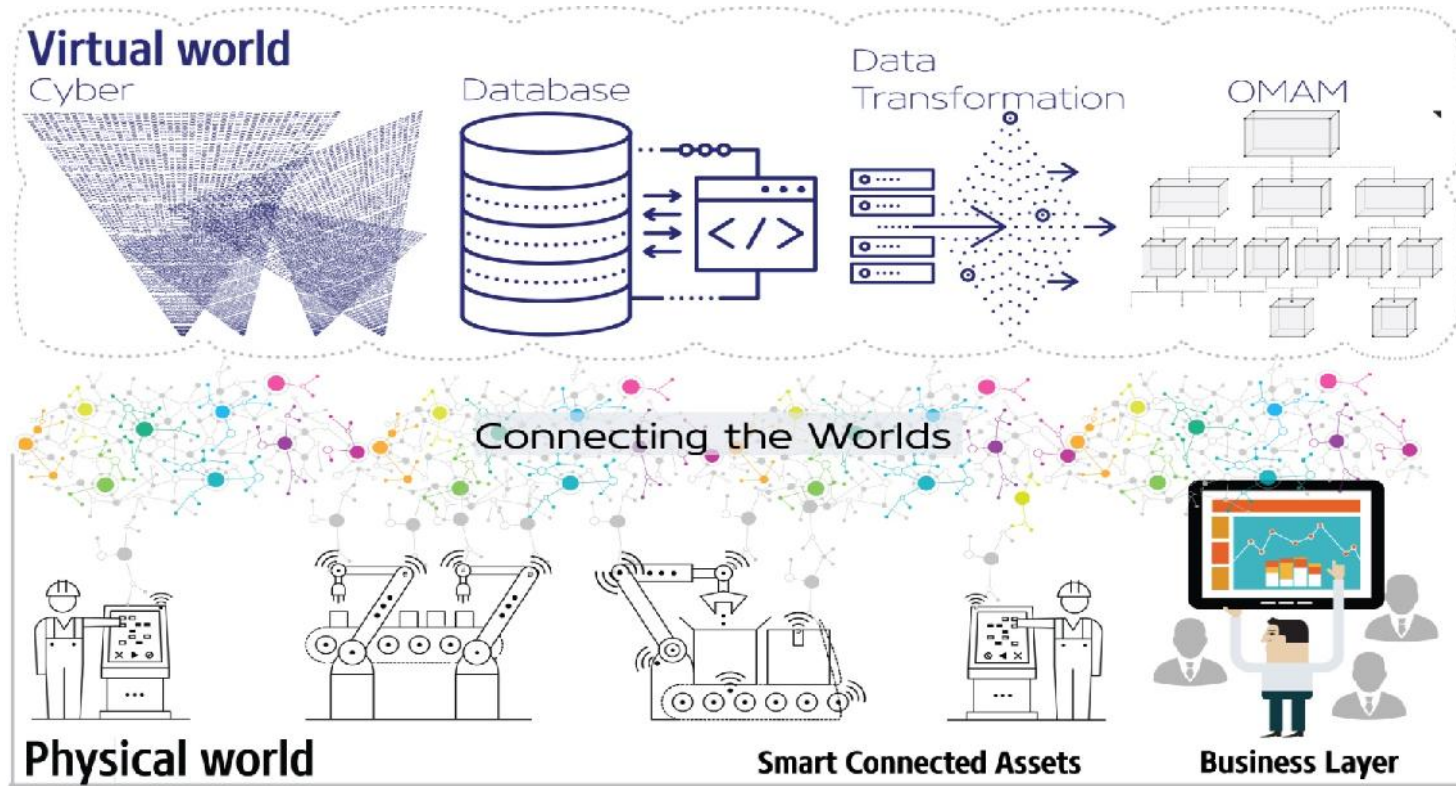 Virtual world
Cyber
Database
Data
Transformation
OMAM
</>
Connecting the Worlds
Physical world
Smart Connected Assets
Business Layer